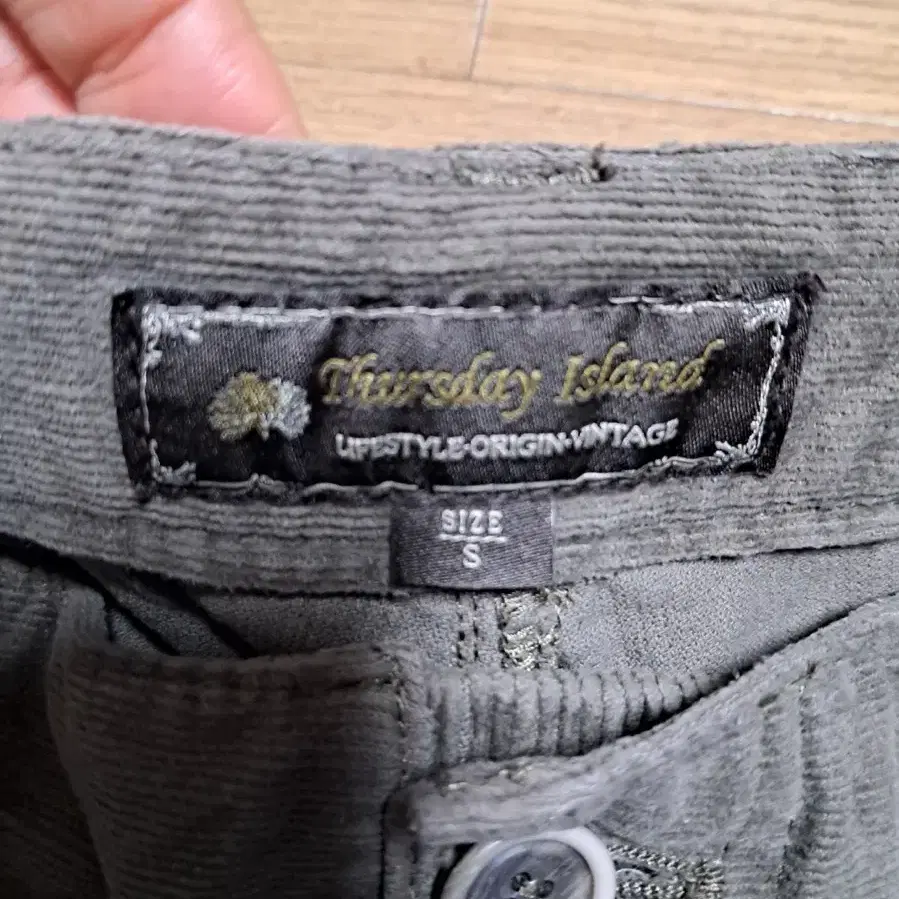 Thursday Island
LIFESTYLE·ORIGIN·VINTAGE
SIZE
S